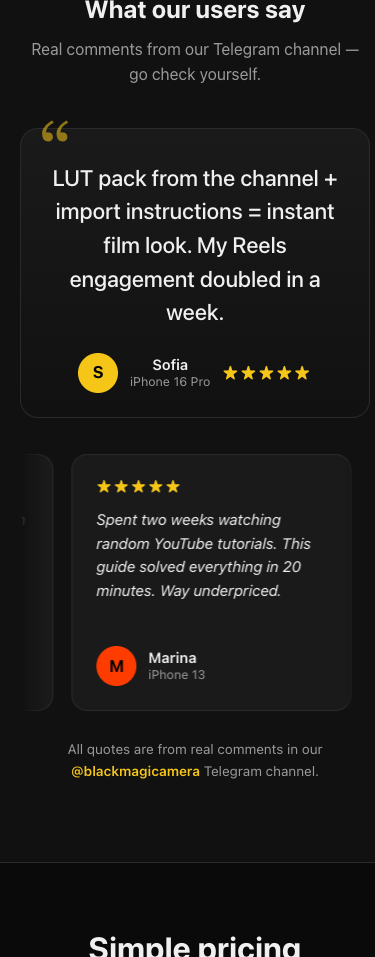 What our users say
Real comments from our Telegram channel —
go check yourself.
“
LUT pack from the channel +
import instructions = instant
film look. My Reels
engagement doubled in a
week.
S
Sofia
iPhone 16 Pro
★★★★★
★★★★★
Spent two weeks watching
random YouTube tutorials. This
guide solved everything in 20
minutes. Way underpriced.
M
Marina
iPhone 13
All quotes are from real comments in our
@blackmagicamera Telegram channel.
Simple pricing